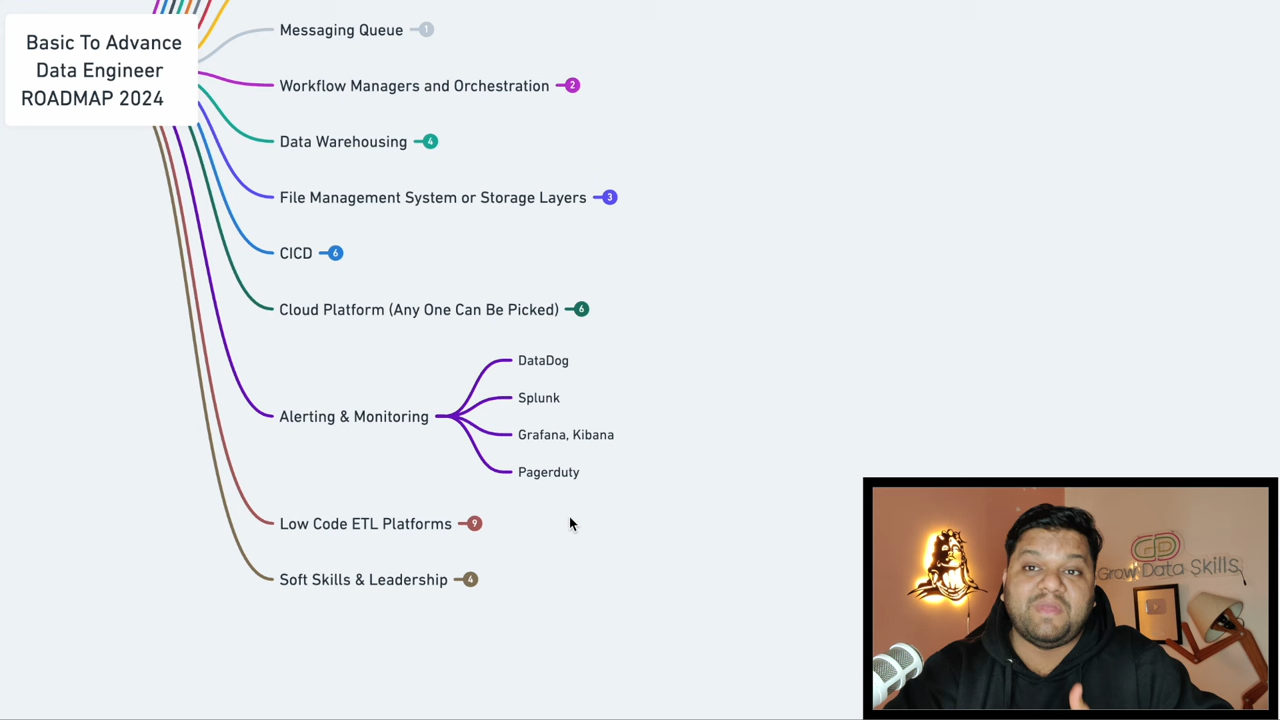 Basic To Advance
Data Engineer
ROADMAP 2024
Messaging Queue 1
Workflow Managers and Orchestration 2
Data Warehousing 4
File Management System or Storage Layers 3
CICD 6
Cloud Platform (Any One Can Be Picked) 6
Alerting & Monitoring
DataDog
Splunk
Grafana, Kibana
Pagerduty
Low Code ETL Platforms 9
Soft Skills & Leadership 4
GD
Grow Data Skills